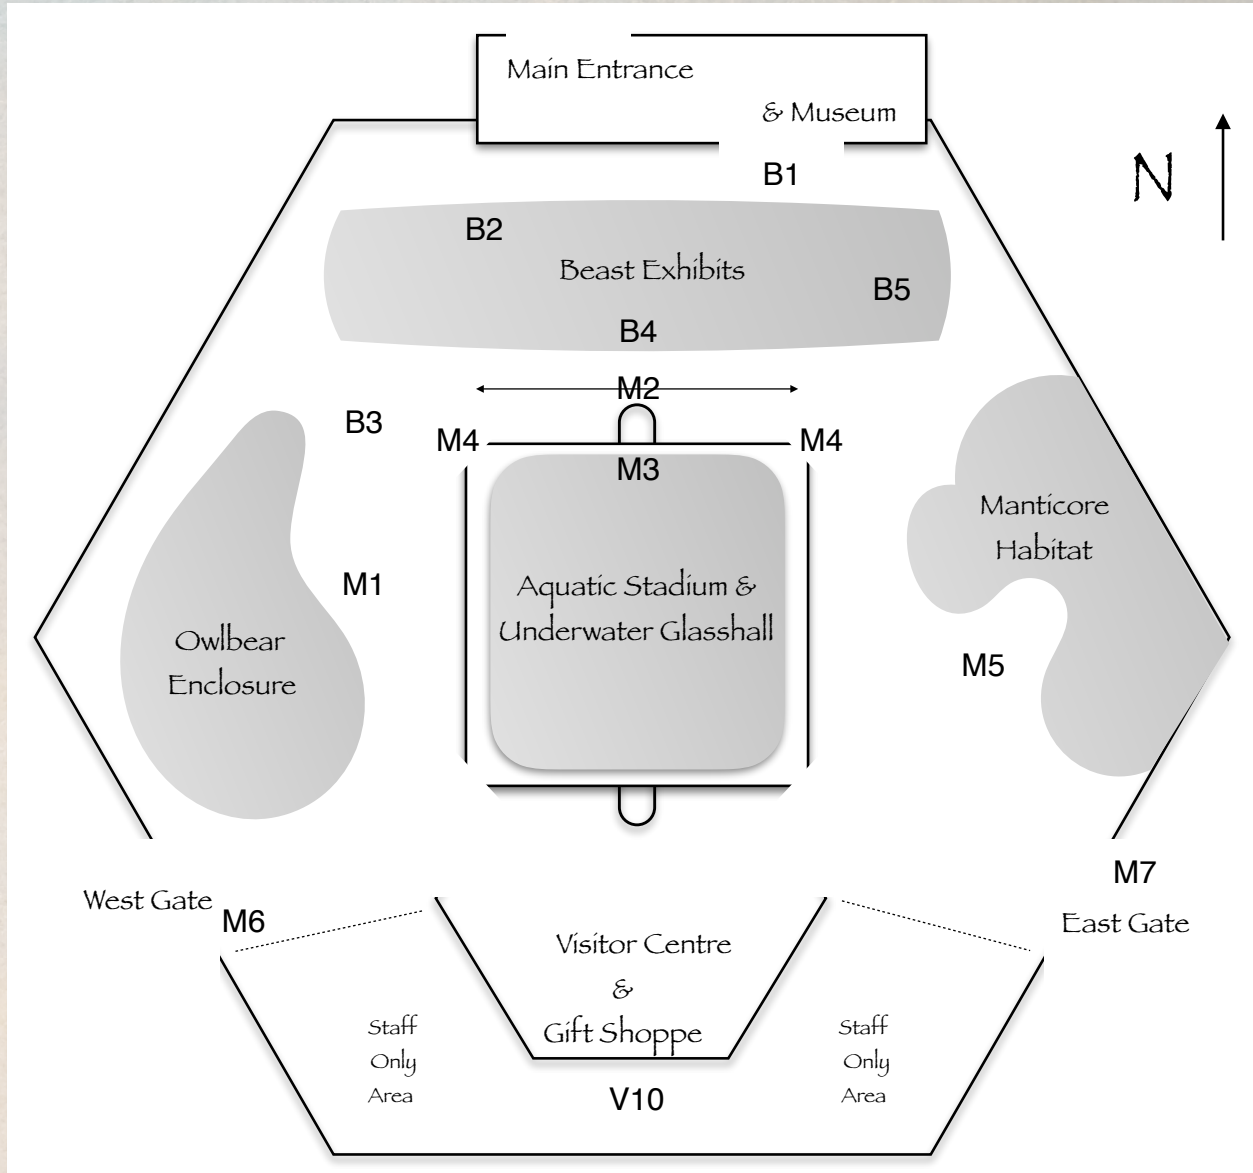 Main Entrance
& Museum
B1
N
B2
Beast Exhibits
B5
B4
M2
B3
M4
M4
M3
Manticore
Habitat
M1
Aquatic Stadium &
Underwater Glasshall
Owlbear
Enclosure
M5
M7
West Gate
M6
East Gate
Visitor Centre
&
Gift Shoppe
Staff
Only
Area
Staff
Only
Area
V10